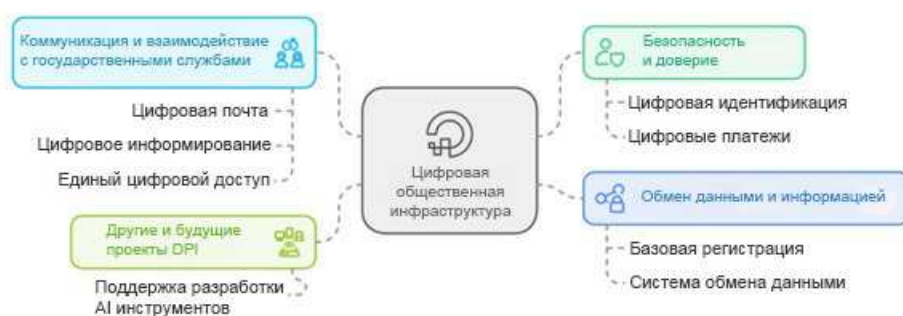 Коммуникация и взаимодействие
с государственными службами
Цифровая почта
Цифровое информирование
Единый цифровой доступ
Другие и будущие
проекты DPI
Поддержка разработки
AI инструментов
Цифровая
общественная
инфраструктура
Безопасность
и доверие
Цифровая идентификация
Цифровые платежи
Обмен данными и информацией
Базовая регистрация
Система обмена данными